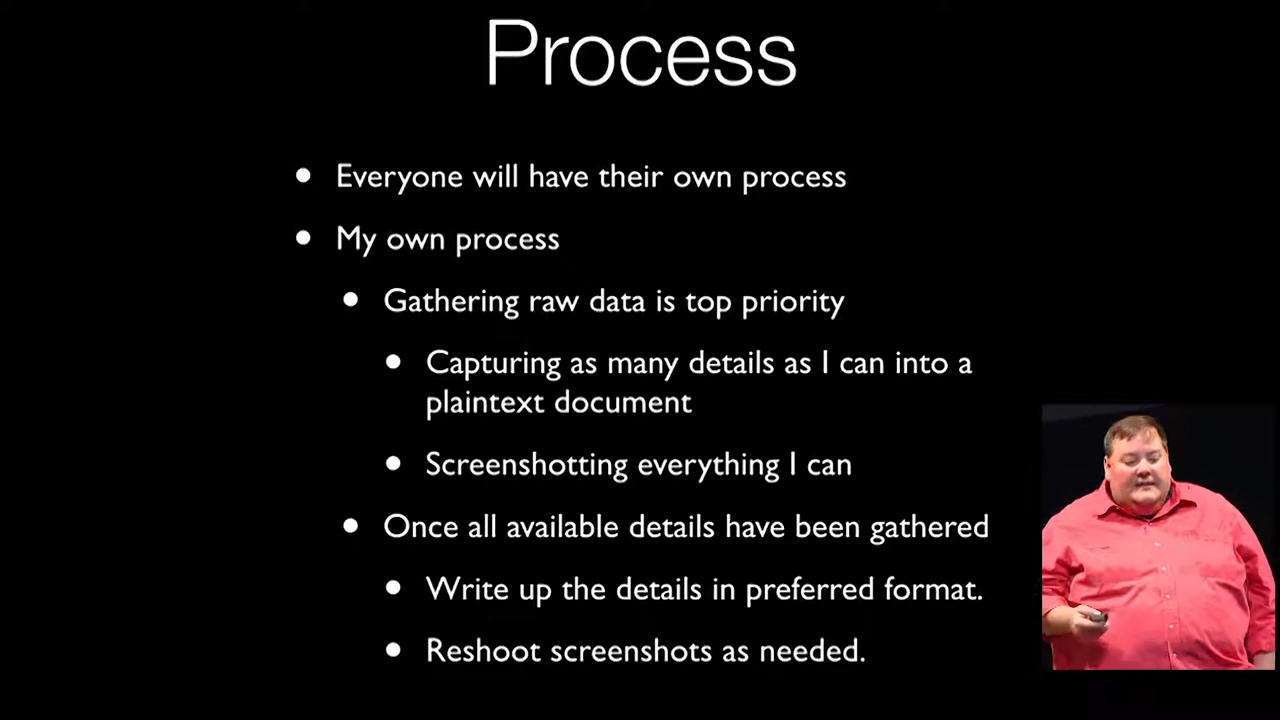 Process
• Everyone will have their own process
• My own process
• Gathering raw data is top priority
• Capturing as many details as I can into a
plaintext document
• Screenshotting everything I can
• Once all available details have been gathered
• Write up the details in preferred format.
• Reshoot screenshots as needed.